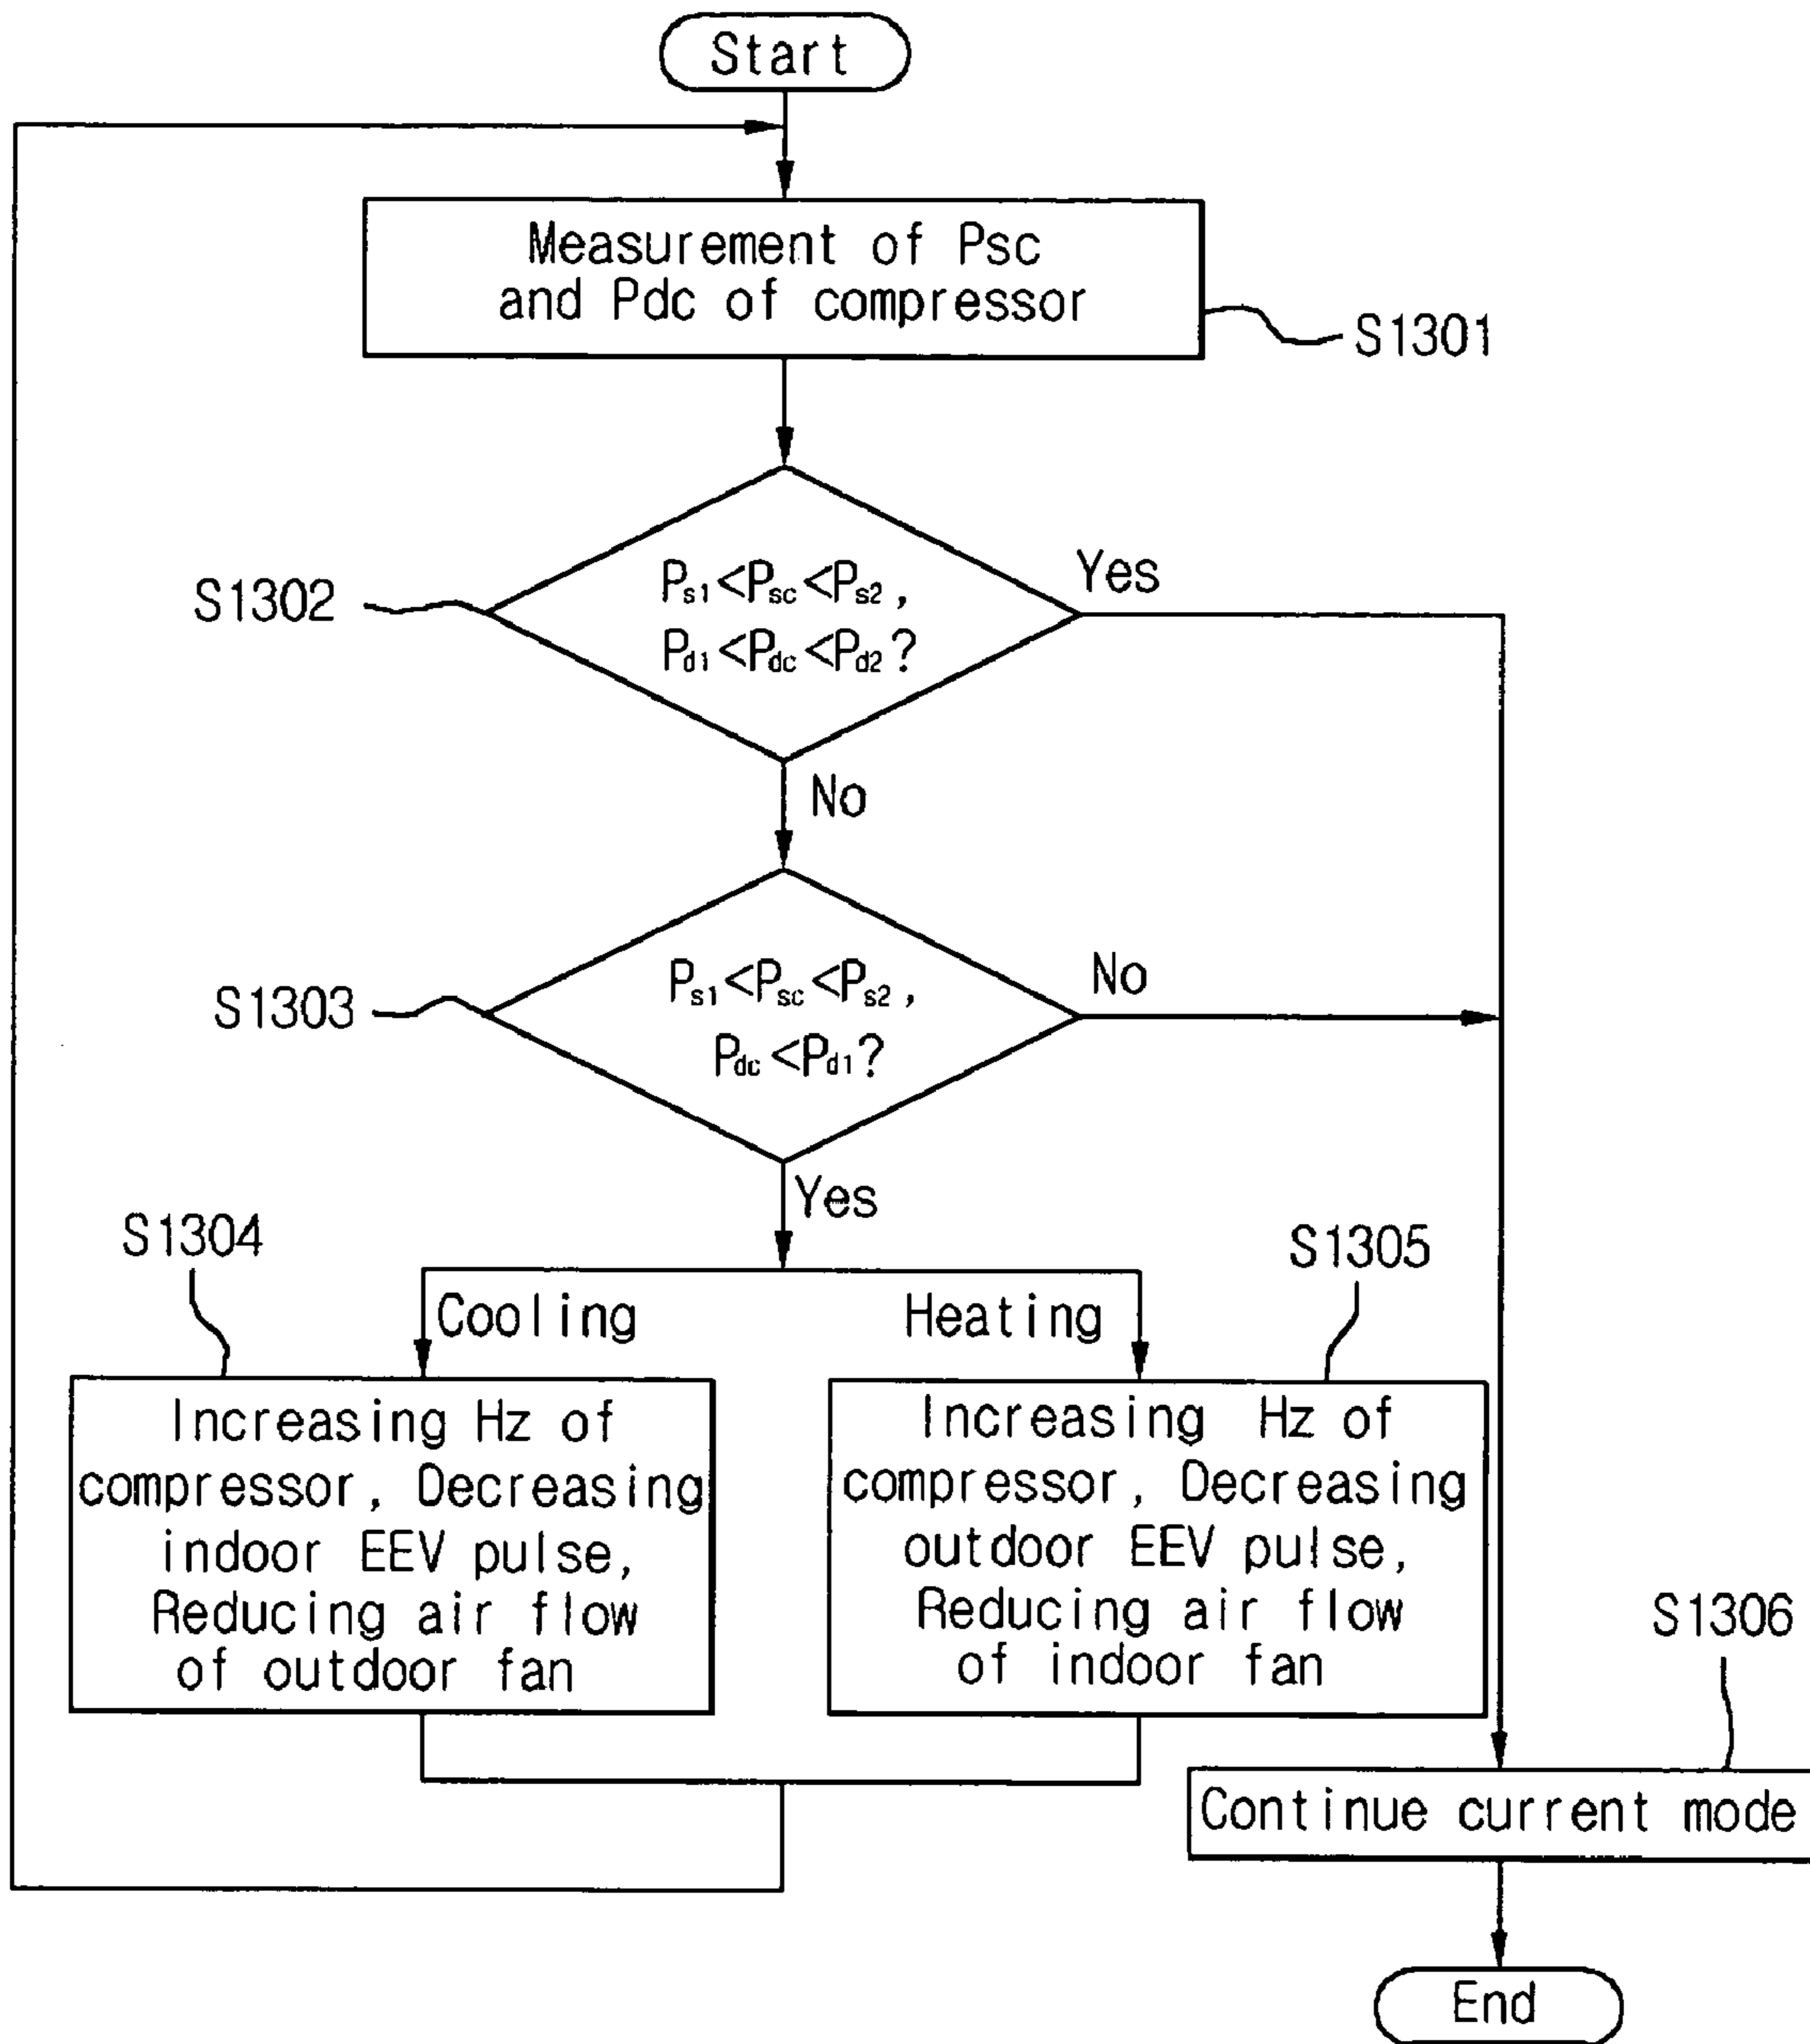 Start
Measurement of Psc
and Pdc of compressor
S1301
Ps1<Psc<Ps2,
Pd1<Pdc<Pd2?
S1302
Yes
No
Ps1<Psc<Ps2,
Pdc<Pd1?
S1303
No
Yes
S1304
S1305
Cooling
Heating
Increasing Hz of
compressor, Decreasing
indoor EEV pulse,
Reducing air flow
of outdoor fan
Increasing Hz of
compressor, Decreasing
outdoor EEV pulse,
Reducing air flow
of indoor fan
S1306
Continue current mode
End